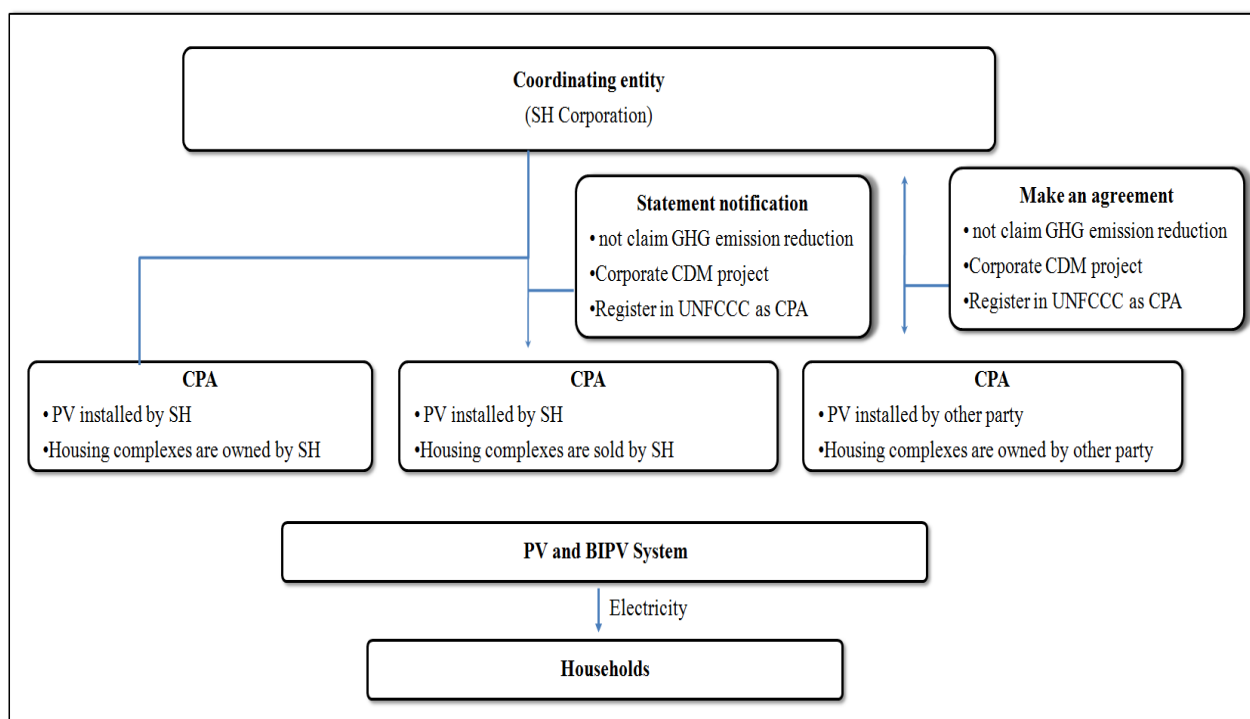 Coordinating entity
(SH Corporation)
Statement notification
• not claim GHG emission reduction
•Corporate CDM project
•Register in UNFCCC as CPA
Make an agreement
• not claim GHG emission reduction
•Corporate CDM project
•Register in UNFCCC as CPA
CPA
• PV installed by SH
•Housing complexes are owned by SH
CPA
• PV installed by SH
•Housing complexes are sold by SH
CPA
• PV installed by other party
•Housing complexes are owned by other party
PV and BIPV System
Electricity
Households